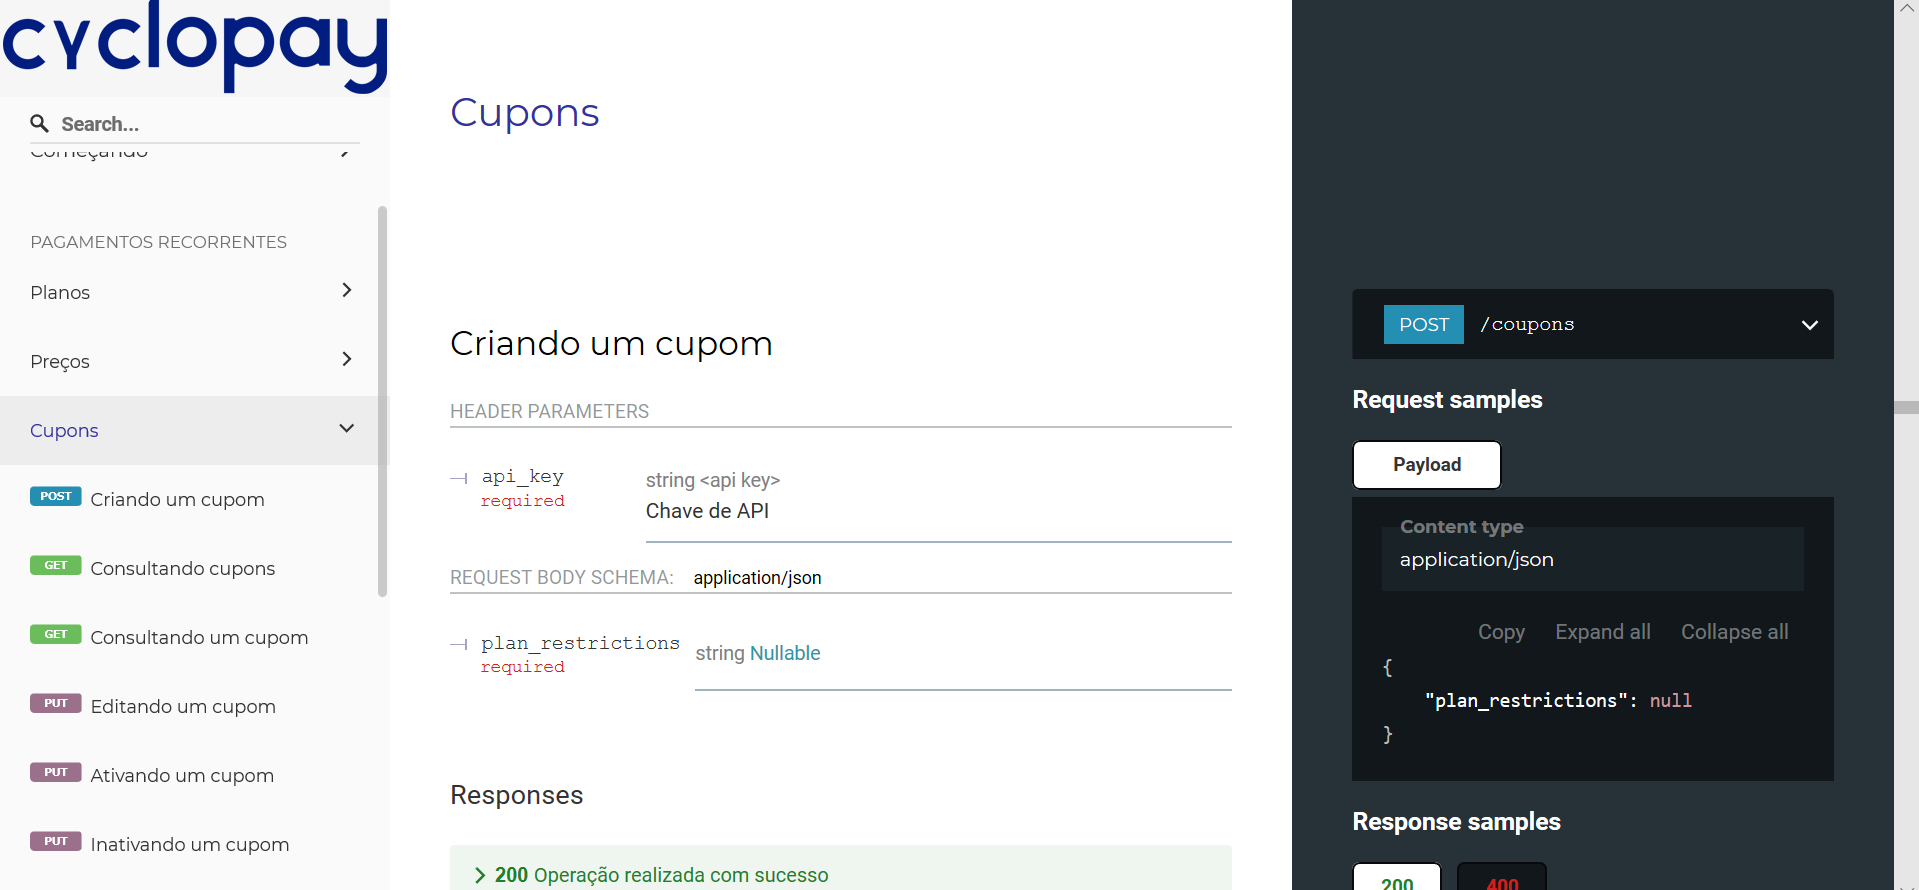 cyclopay
Search...
Começando
PAGAMENTOS RECORRENTES
Planos
Preços
Cupons
POST Criando um cupom
GET Consultando cupons
GET Consultando um cupom
PUT Editando um cupom
PUT Ativando um cupom
PUT Inativando um cupom
Cupons
Criando um cupom
HEADER PARAMETERS
api_key
required
string <api key>
Chave de API
REQUEST BODY SCHEMA: application/json
plan_restrictions
required
string Nullable
Responses
200 Operação realizada com sucesso
POST /coupons
Request samples
Payload
Content type
application/json
Copy Expand all Collapse all
{
"plan_restrictions": null
}
Response samples
200 400